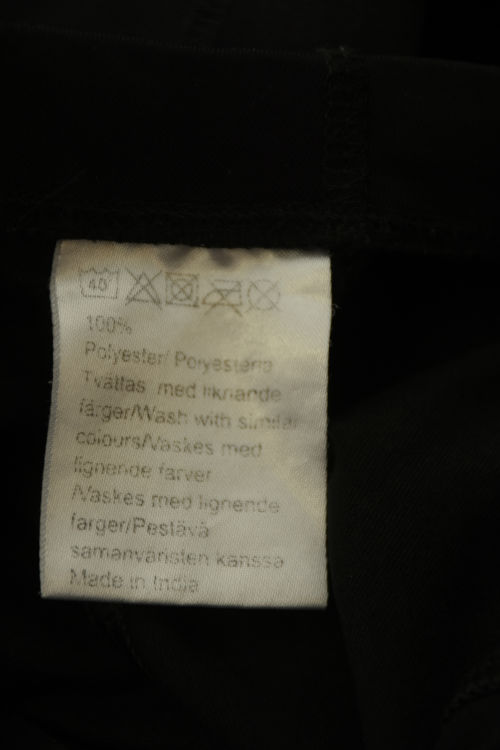 40
100%
Polyester/ Polyesteria
Tvättas med liknande
färger/Wash with similar
colours/Vaskes med
lignende farver
/Vaskes med lignende
farger/Pestävä
samanväristen kanssa
Made in India